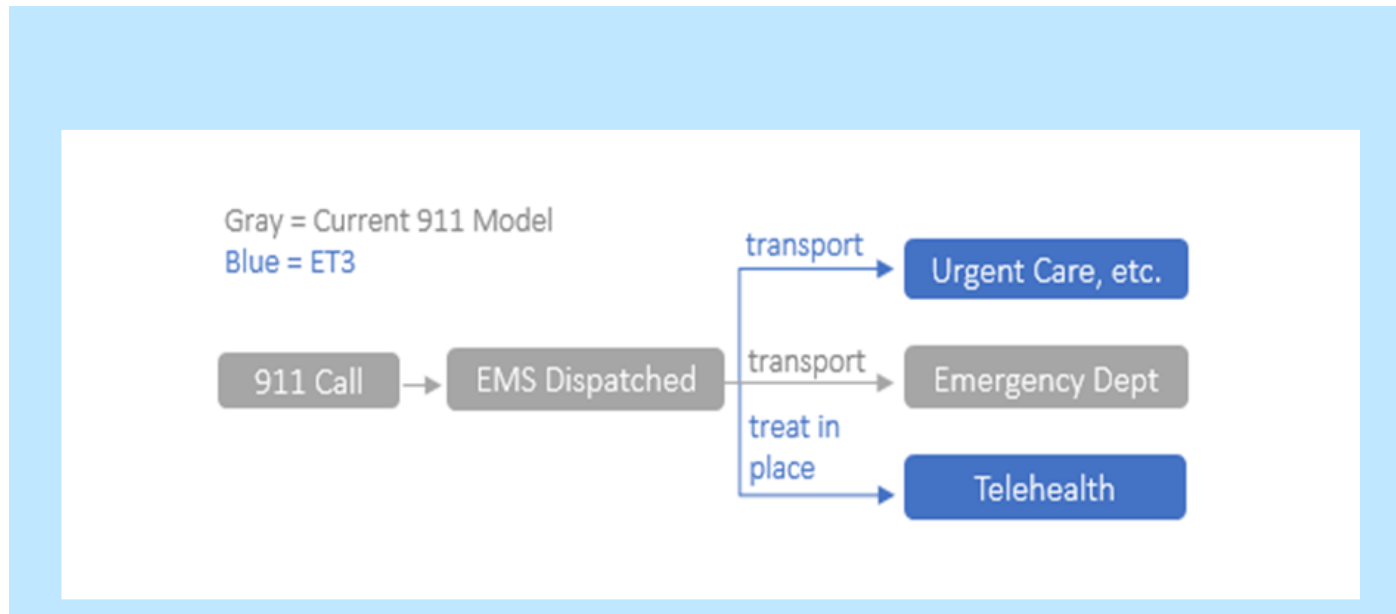 Gray = Current 911 Model
Blue = ET3
transport
Urgent Care, etc.
911 Call
EMS Dispatched
transport
Emergency Dept
treat in
place
Telehealth